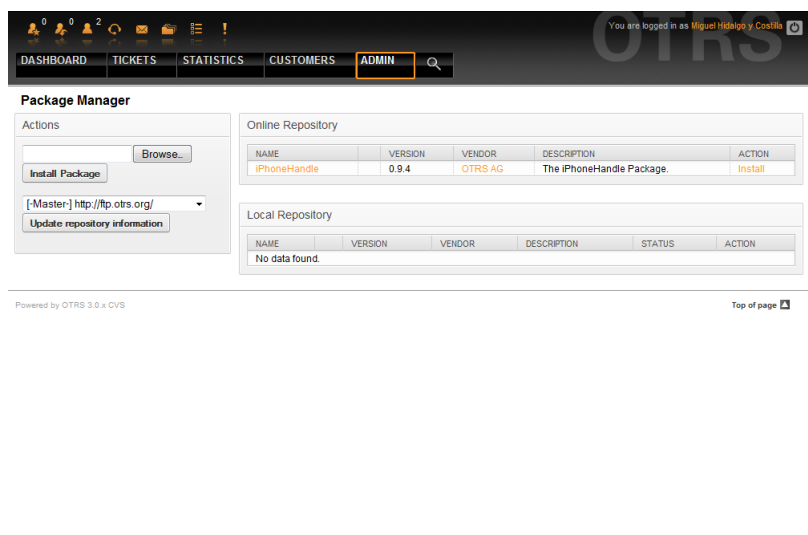 0 0 2
You are logged in as Miguel Hidalgo y Costilla
OTRS
DASHBOARD TICKETS STATISTICS CUSTOMERS ADMIN
Package Manager
Actions
Browse..
Install Package
[-Master-] http://ftp.otrs.org/
Update repository information
Online Repository
NAME VERSION VENDOR DESCRIPTION ACTION
iPhoneHandle 0.9.4 OTRS AG The iPhoneHandle Package. Install
Local Repository
NAME VERSION VENDOR DESCRIPTION STATUS ACTION
No data found.
Powered by OTRS 3.0.x CVS
Top of page